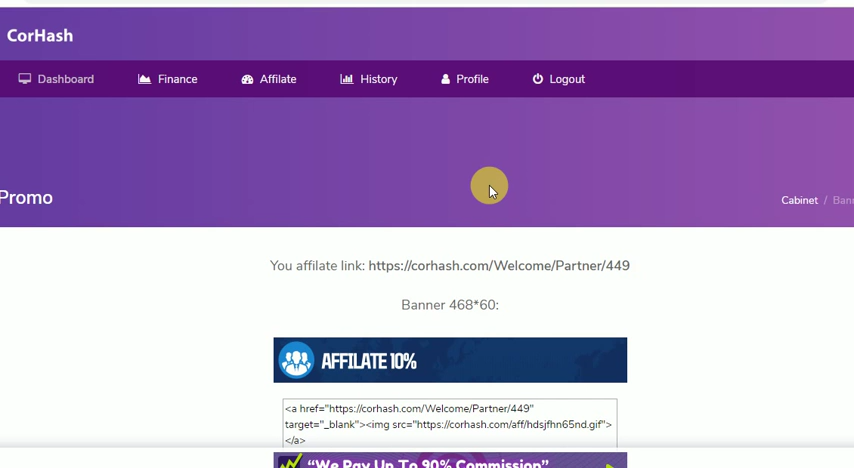 CorHash
Dashboard Finance Affilate History Profile Logout
Promo
Cabinet /
You affilate link: https://corhash.com/Welcome/Partner/449
Banner 468*60:
AFFILATE 10%
<a href="https://corhash.com/Welcome/Partner/449"
target="_blank"><img src="https://corhash.com/aff/hdsjfhn65nd.gif">
</a>
“We Pay Up To 90% Commission”